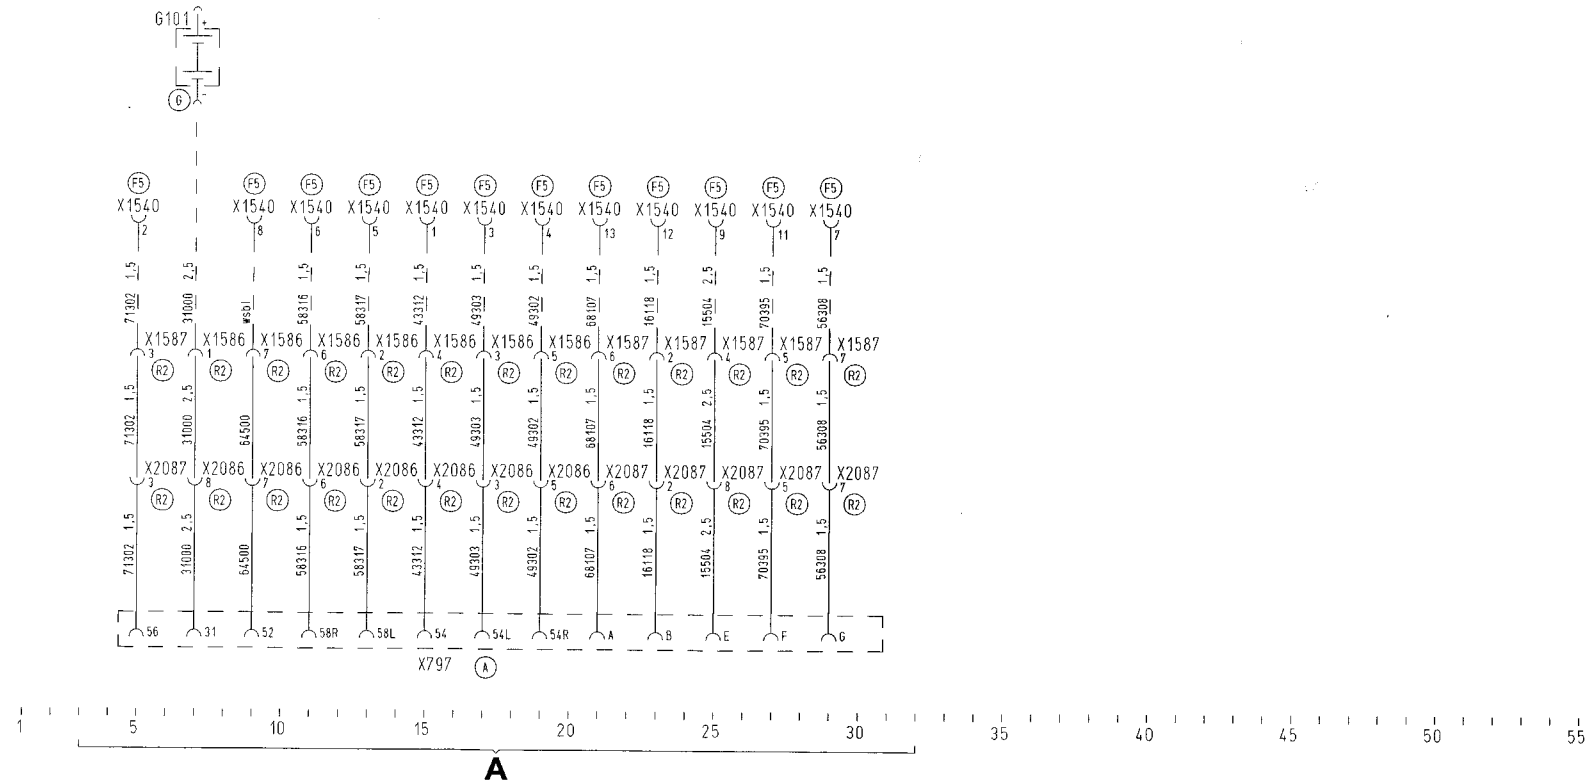 G101
+
-
G
F5 F5 F5 F5 F5 F5 F5 F5 F5 F5 F5 F5
X1540 X1540 X1540 X1540 X1540 X1540 X1540 X1540 X1540 X1540 X1540 X1540
2 8 6 5 1 3 4 13 12 9 11 7
1,5 2,5 1,5 1,5 1,5 1,5 1,5 1,5 1,5 2,5 1,5 1,5
71302 31000 wsbl 58316 58317 43312 49303 49302 68107 16118 15504 70395 56308
X1587 X1586 X1586 X1586 X1586 X1586 X1586 X1586 X1587 X1587 X1587 X1587 X1587
3 1 7 6 2 4 3 5 6 2 4 5 7
R2 R2 R2 R2 R2 R2 R2 R2 R2 R2 R2 R2 R2
1,5 2,5 1,5 1,5 1,5 1,5 1,5 1,5 1,5 2,5 1,5 1,5
71302 31000 64500 58316 58317 43312 49303 49302 68107 16118 15504 70395 56308
X2087 X2086 X2086 X2086 X2086 X2086 X2086 X2086 X2087 X2087 X2087 X2087 X2087
3 8 7 6 2 4 3 5 6 2 8 5 7
R2 R2 R2 R2 R2 R2 R2 R2 R2 R2 R2 R2 R2
1,5 2,5 1,5 1,5 1,5 1,5 1,5 1,5 1,5 2,5 1,5 1,5
71302 31000 64500 58316 58317 43312 49303 49302 68107 16118 15504 70395 56308
56 31 52 58R 58L 54 54L 54R A B E F G
X797 A
1 5 10 15 20 25 30 35 40 45 50 55
A